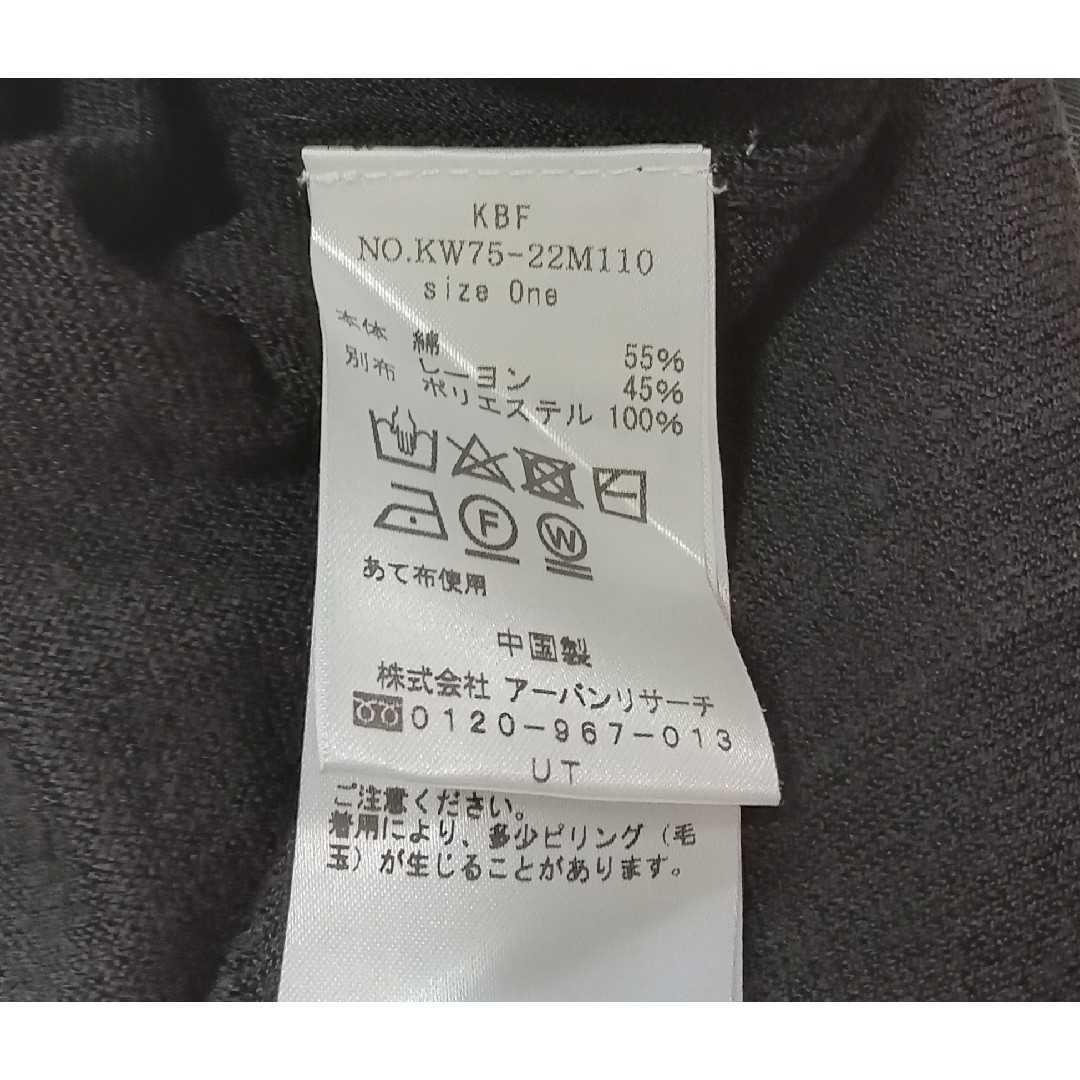 KBF
NO.KW75-22M110
size One
本体 綿 55%
レーヨン 45%
別布 ポリエステル 100%
F
W
あて布使用
中国製
株式会社 アーバンリサーチ
0120-967-013
UT
ご注意ください。
着用により、多少ピリング（毛
玉）が生じることがあります。